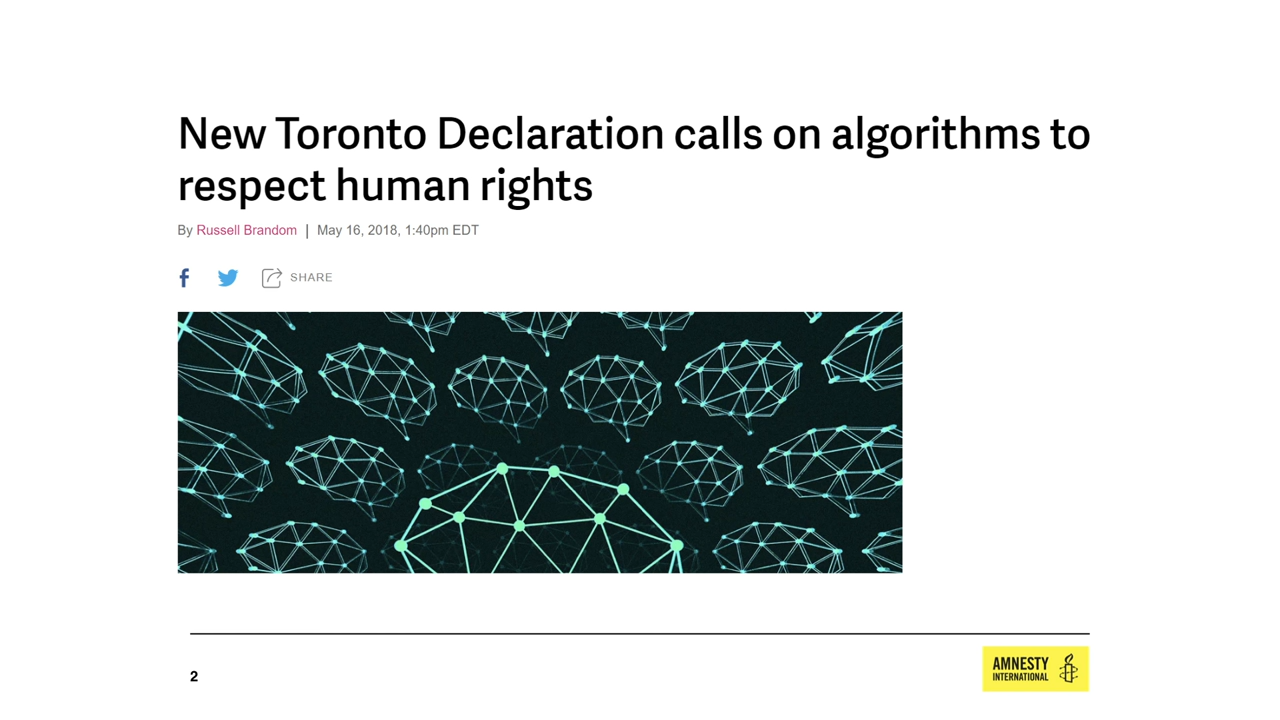 New Toronto Declaration calls on algorithms to
respect human rights
By Russell Brandom | May 16, 2018, 1:40pm EDT
SHARE
2
AMNESTY
INTERNATIONAL